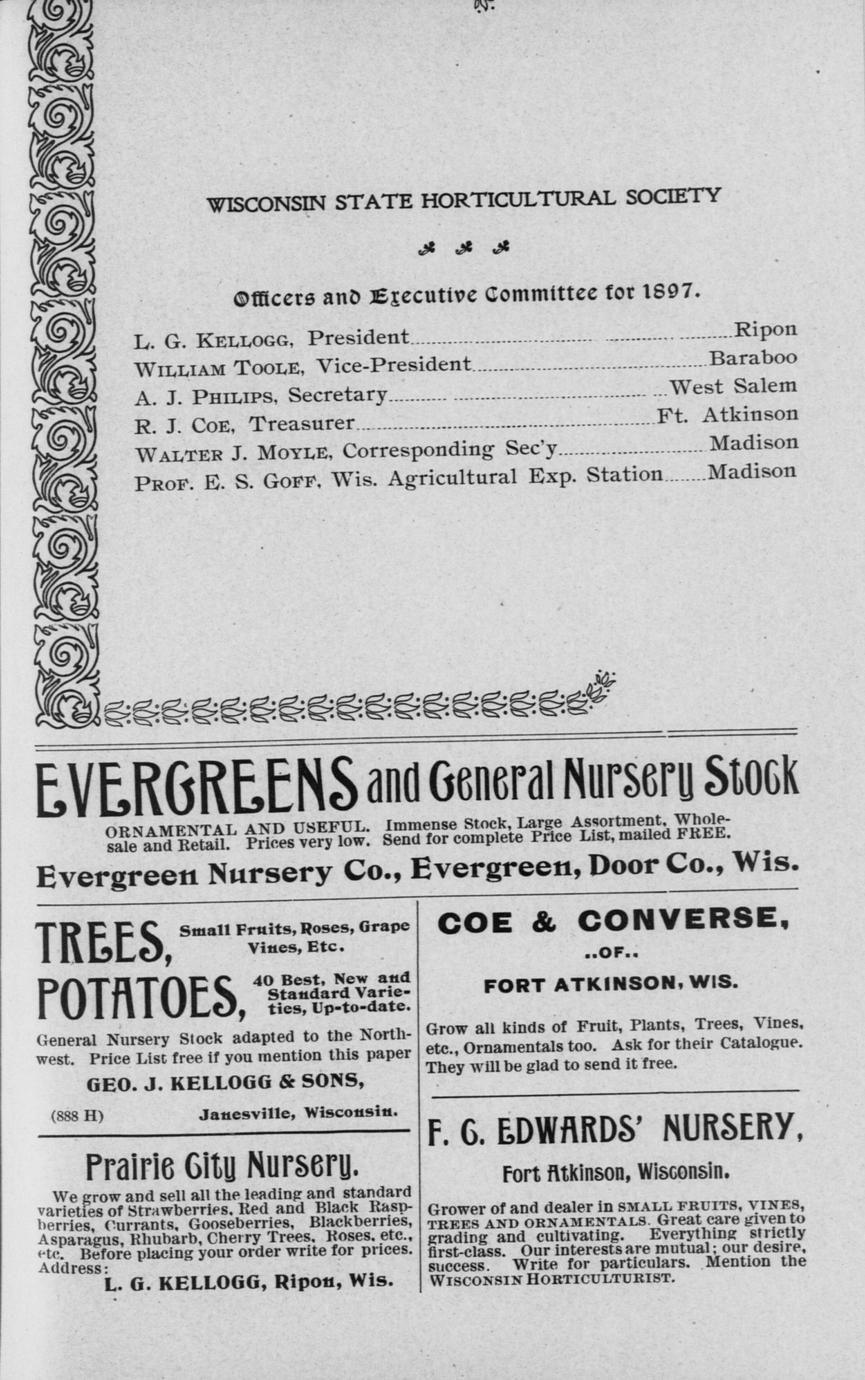 WISCONSIN STATE HORTICULTURAL SOCIETY
Officers and Executive Committee for 1897.
L. G. KELLOGG, President Ripon
WILLIAM TOOLE, Vice-President Baraboo
A. J. PHILIPS, Secretary West Salem
R. J. COE, Treasurer Ft. Atkinson
WALTER J. MOYLE, Corresponding Sec'y Madison
PROF. E. S. GOFF, Wis. Agricultural Exp. Station Madison
EVERGREENS and General Nursery Stock
ORNAMENTAL AND USEFUL. Immense Stock, Large Assortment, Whole-
sale and Retail. Prices very low. Send for complete Price List, mailed FREE.
Evergreen Nursery Co., Evergreen, Door Co., Wis.
TREES, Small Fruits, Roses, Grape
Vines, Etc.
POTATOES, 40 Best, New and
Standard Varie-
ties, Up-to-date.
General Nursery Stock adapted to the North-
west. Price List free if you mention this paper
GEO. J. KELLOGG & SONS,
(888 H) Janesville, Wisconsin.
Prairie City Nursery.
We grow and sell all the leading and standard
varieties of Strawberries, Red and Black Rasp-
berries, Currants, Gooseberries, Blackberries,
Asparagus, Rhubarb, Cherry Trees, Roses, etc.,
etc. Before placing your order write for prices.
Address:
L. G. KELLOGG, Ripon, Wis.
COE & CONVERSE,
..OF..
FORT ATKINSON, WIS.
Grow all kinds of Fruit, Plants, Trees, Vines,
etc., Ornamentals too. Ask for their Catalogue.
They will be glad to send it free.
F. G. EDWARDS' NURSERY,
Fort Atkinson, Wisconsin.
Grower of and dealer in SMALL FRUITS, VINES,
TREES AND ORNAMENTALS. Great care given to
grading and cultivating. Everything strictly
first-class. Our interests are mutual; our desire,
success. Write for particulars. Mention the
WISCONSIN HORTICULTURIST.